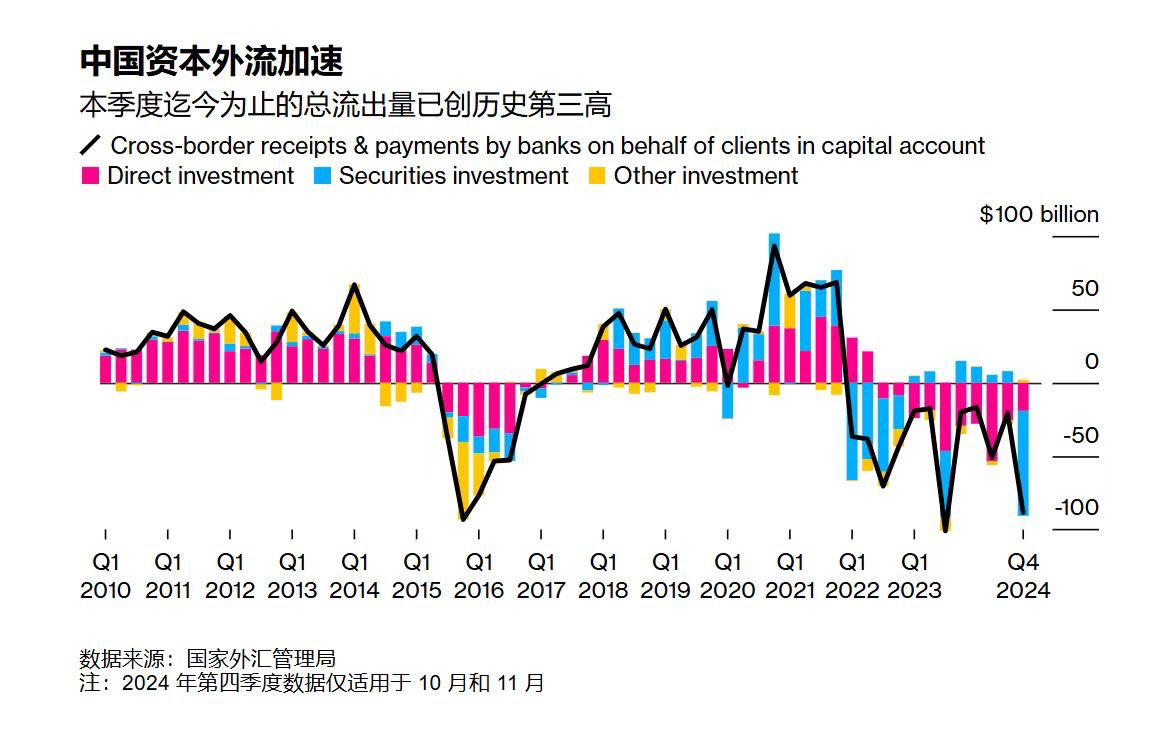 中国资本外流加速
本季度迄今为止的总流出量已创历史第三高
Cross-border receipts & payments by banks on behalf of clients in capital account
Direct investment Securities investment Other investment
$100 billion
50
0
-50
-100
Q1 Q1 Q1 Q1 Q1 Q1 Q1 Q1 Q1 Q1 Q1 Q1 Q1 Q1 Q4
2010 2011 2012 2013 2014 2015 2016 2017 2018 2019 2020 2021 2022 2023 2024
数据来源：国家外汇管理局
注：2024 年第四季度数据仅适用于 10 月和 11 月